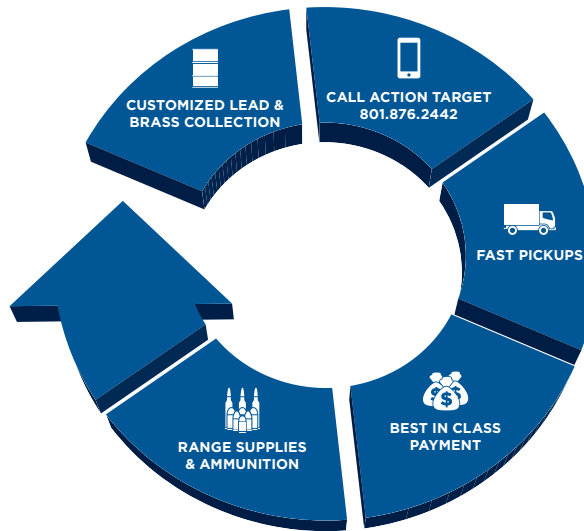 CUSTOMIZED LEAD &
BRASS COLLECTION
CALL ACTION TARGET
801.876.2442
FAST PICKUPS
BEST IN CLASS
PAYMENT
$ $
$
RANGE SUPPLIES
& AMMUNITION